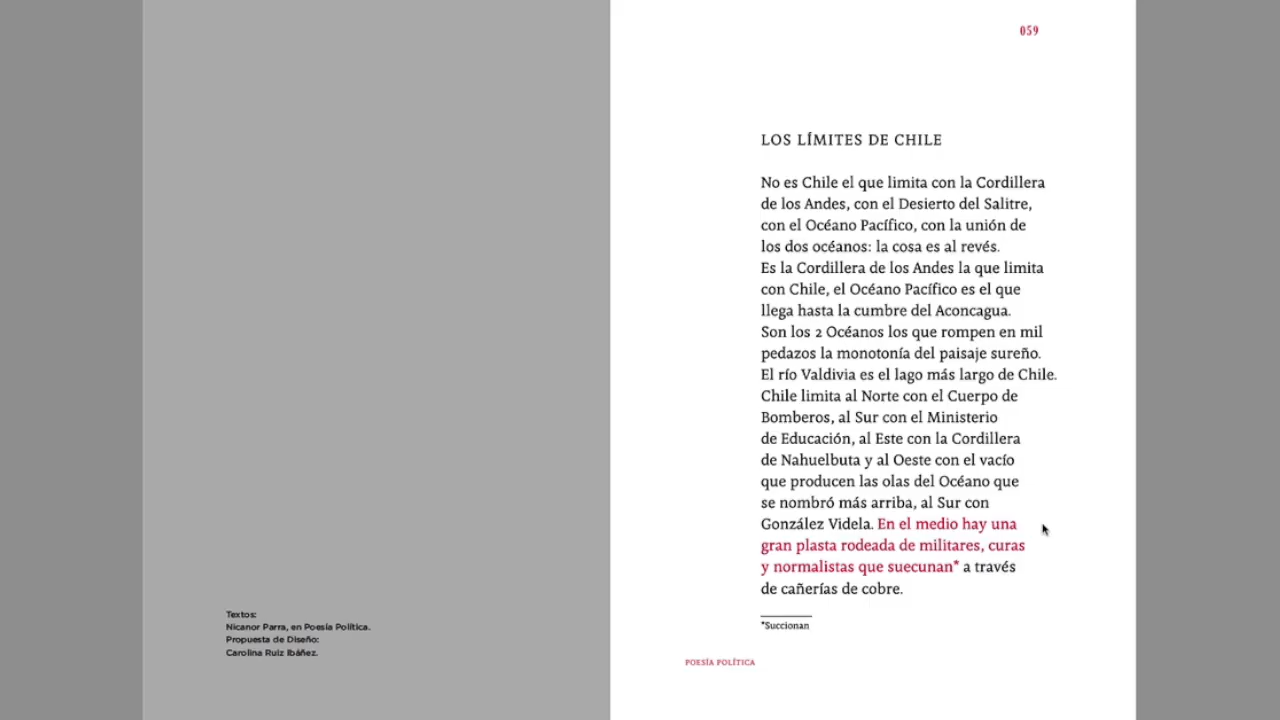 059
LOS LÍMITES DE CHILE
No es Chile el que limita con la Cordillera
de los Andes, con el Desierto del Salitre,
con el Océano Pacífico, con la unión de
los dos océanos: la cosa es al revés.
Es la Cordillera de los Andes la que limita
con Chile, el Océano Pacífico es el que
llega hasta la cumbre del Aconcagua.
Son los 2 Océanos los que rompen en mil
pedazos la monotonía del paisaje sureño.
El río Valdivia es el lago más largo de Chile.
Chile limita al Norte con el Cuerpo de
Bomberos, al Sur con el Ministerio
de Educación, al Este con la Cordillera
de Nahuelbuta y al Oeste con el vacío
que producen las olas del Océano que
se nombró más arriba, al Sur con
González Videla. En el medio hay una
gran plasta rodeada de militares, curas
y normalistas que suecunan* a través
de cañerías de cobre.
*Succionan
POESÍA POLÍTICA
Textos:
Nicanor Parra, en Poesía Política.
Propuesta de Diseño:
Carolina Ruiz Ibáñez.